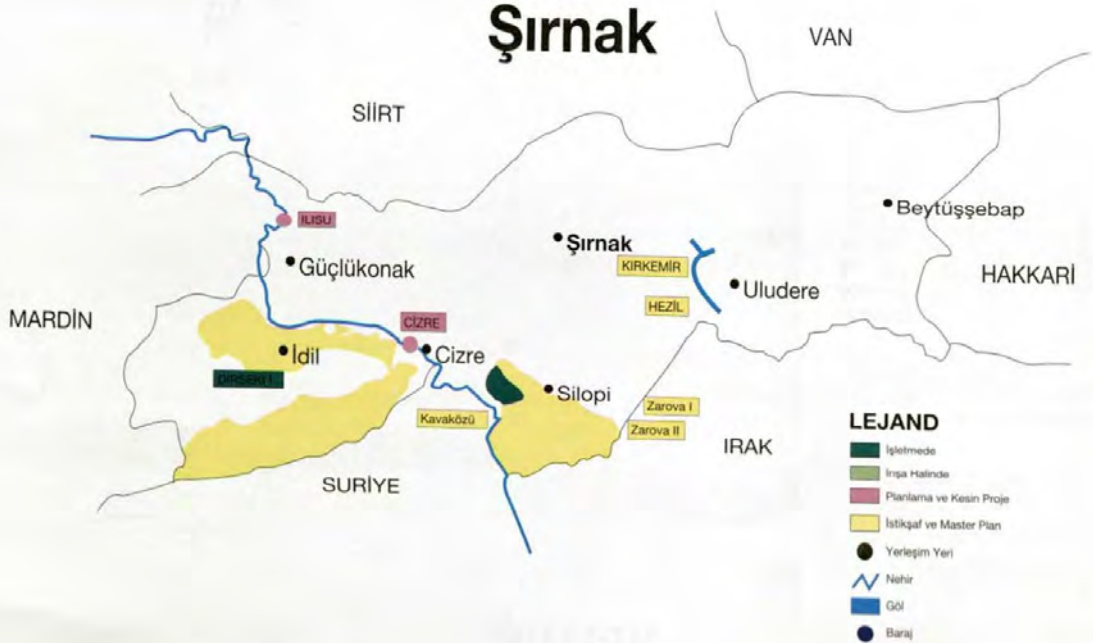 Şırnak
VAN
SİİRT
Beytüşşebap
ILISU
Şırnak
KIRKEMİR
Güçlükonak
HAKKARİ
Uludere
HEZİL
MARDİN
CİZRE
İdil
Cizre
Silopi
Kavaközü
Zarova I
Zarova II
IRAK
SURİYE
LEJAND
İşletmede
İnşa Halinde
Planlama ve Kesin Proje
İstikşaf ve Master Plan
Yerleşim Yeri
Nehir
Göl
Baraj